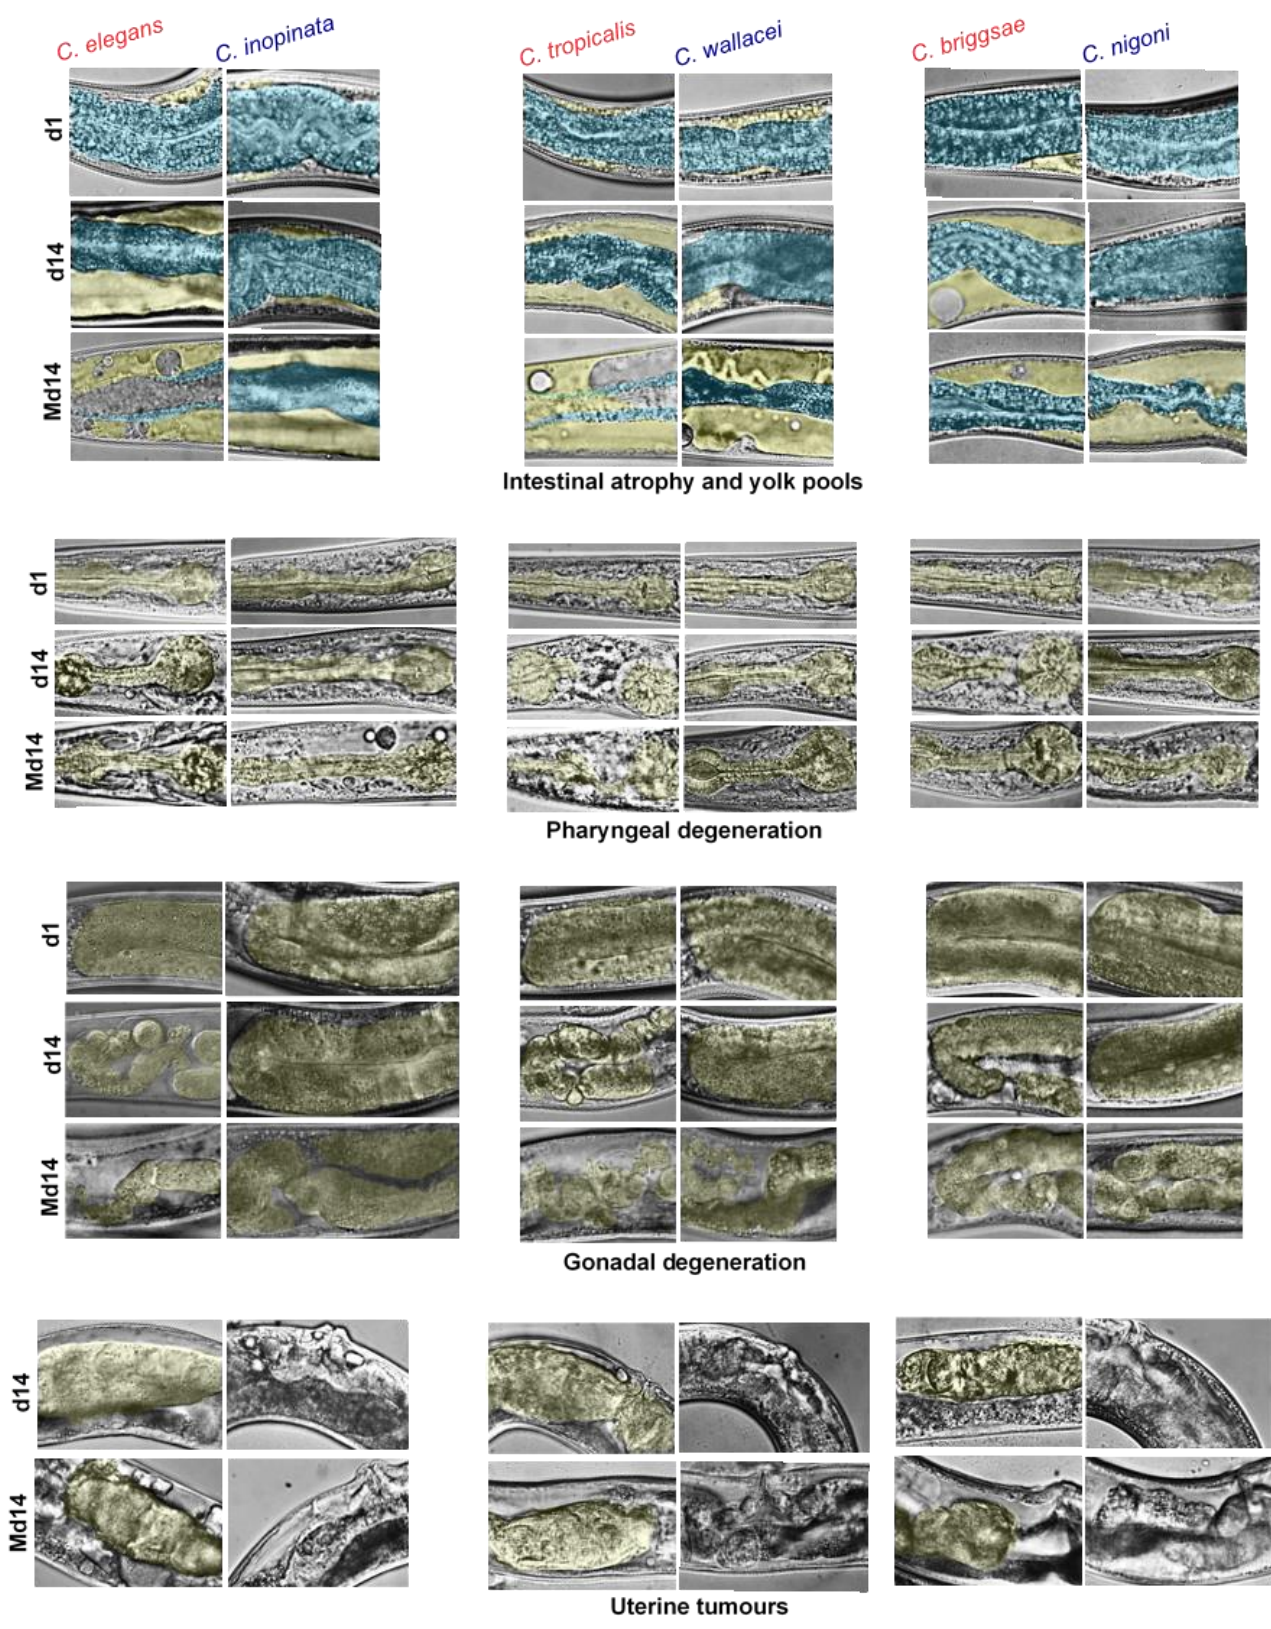 C. elegans C. inopinata C. tropicalis C. wallacei C. briggsae C. nigoni
d1
d14
Md14
Intestinal atrophy and yolk pools
d1
d14
Md14
Pharyngeal degeneration
d1
d14
Md14
Gonadal degeneration
d14
Md14
Uterine tumours